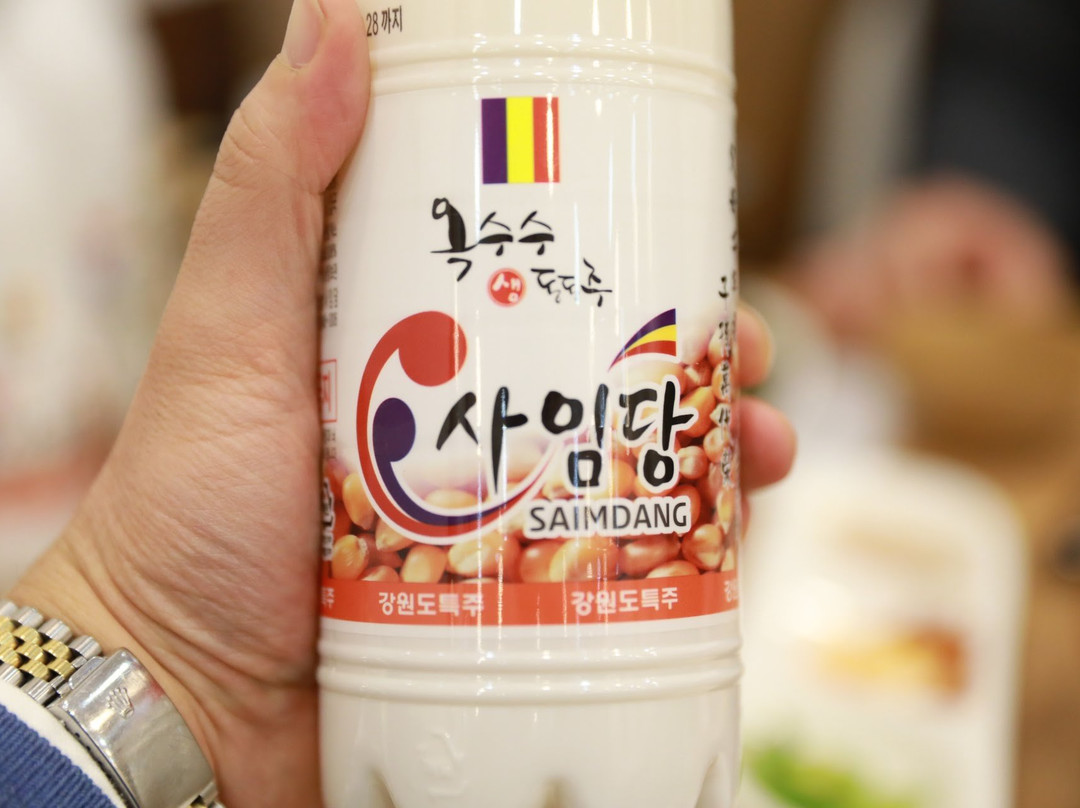 28 까지
옥수수
생 동동주
사임당
SAIMDANG
강원도특주 강원도특주